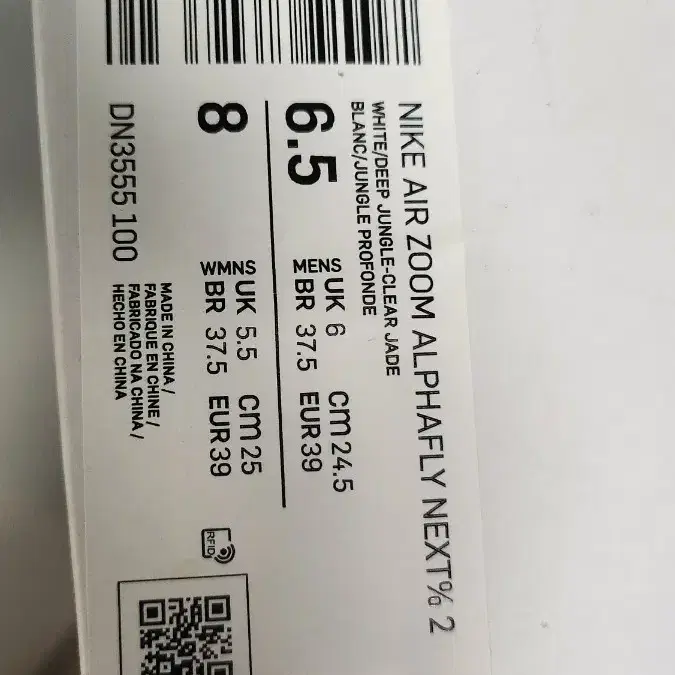 NIKE AIR ZOOM ALPHAFLY NEXT% 2
WHITE/DEEP JUNGLE-CLEAR JADE
BLANC/JUNGLE PROFONDE
6.5
MENS UK 6 cm 24.5
BR 37.5 EUR 39
8
WMNS UK 5.5 cm 25
BR 37.5 EUR 39
DN3555 100
MADE IN CHINA /
FABRIQUE EN CHINE /
FABRICADO NA CHINA /
HECHO EN CHINA
RFID